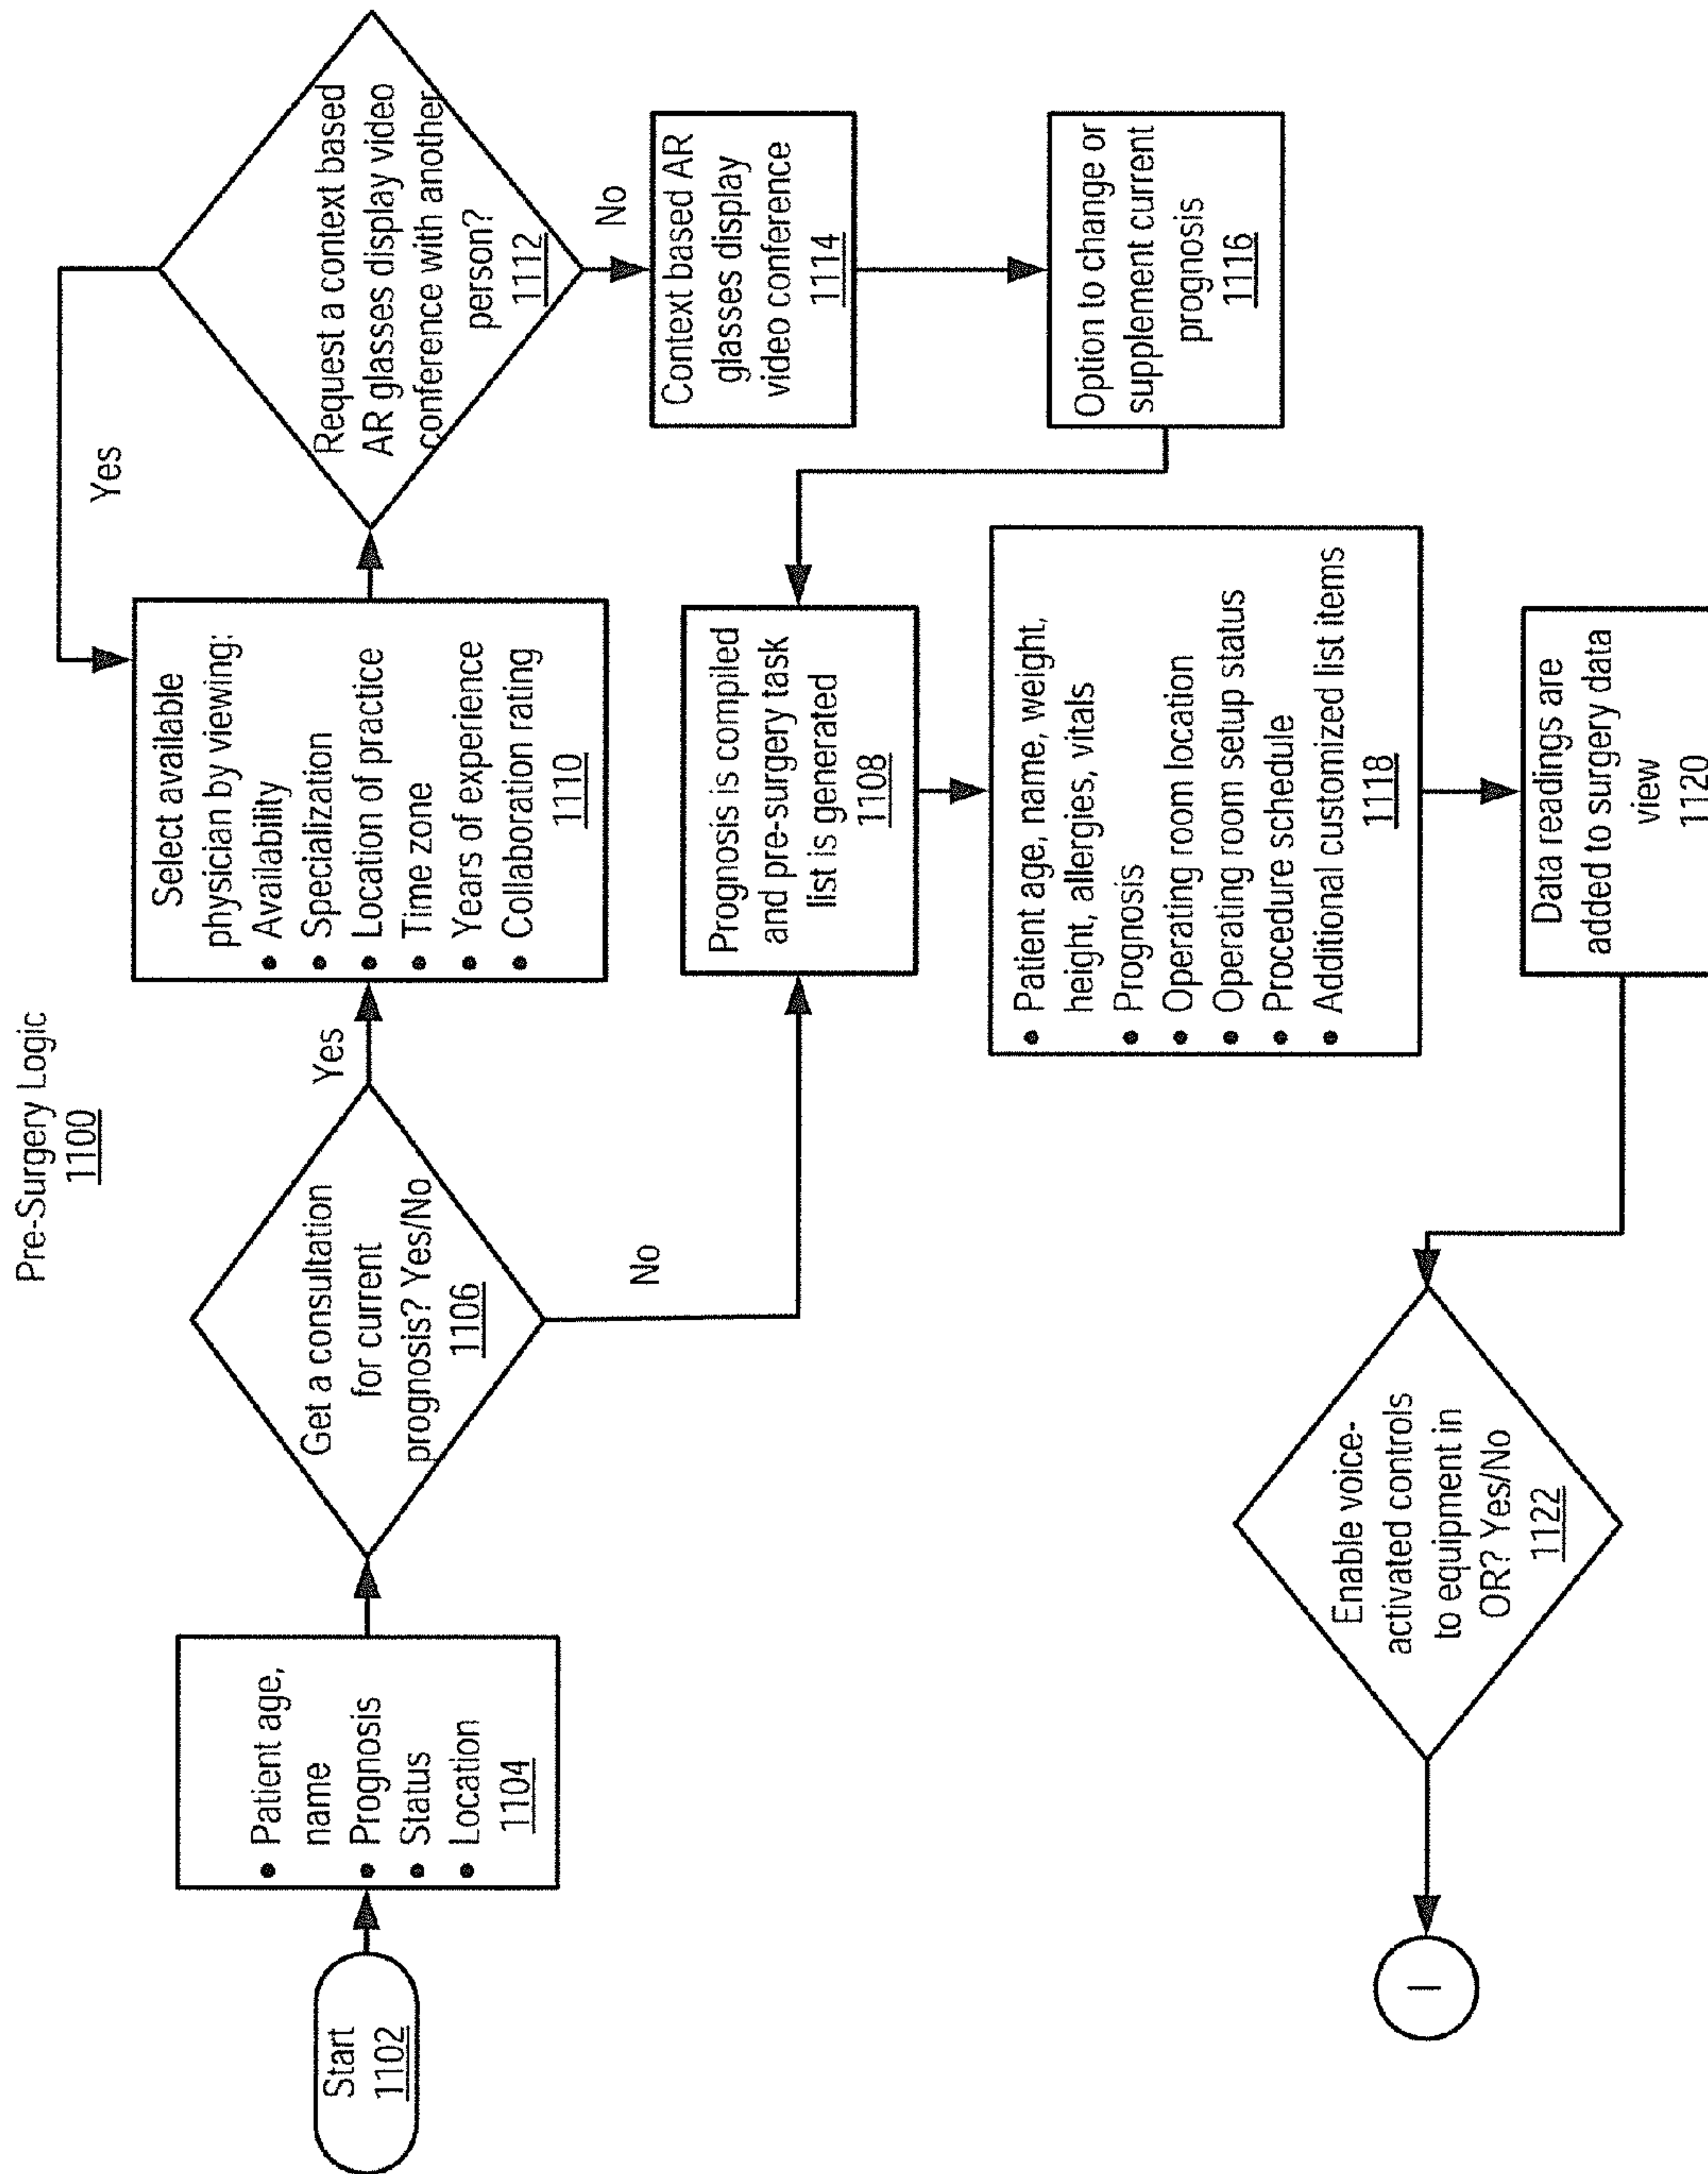 Pre-Surgery Logic
1100
Start
1102
• Patient age,
name
• Prognosis
• Status
• Location
1104
Get a consultation
for current
prognosis? Yes/No
1106
Yes
No
Select available
physician by viewing:
• Availability
• Specialization
• Location of practice
• Time zone
• Years of experience
• Collaboration rating
1110
Yes
Request a context based
AR glasses display video
conference with another
person?
1112
No
Context based AR
glasses display
video conference
1114
Option to change or
supplement current
prognosis
1116
Prognosis is compiled
and pre-surgery task
list is generated
1108
• Patient age, name, weight,
height, allergies, vitals
• Prognosis
• Operating room location
• Operating room setup status
• Procedure schedule
• Additional customized list items
1118
Data readings are
added to surgery data
view
1120
Enable voice-
activated controls
to equipment in
OR? Yes/No
1122
I